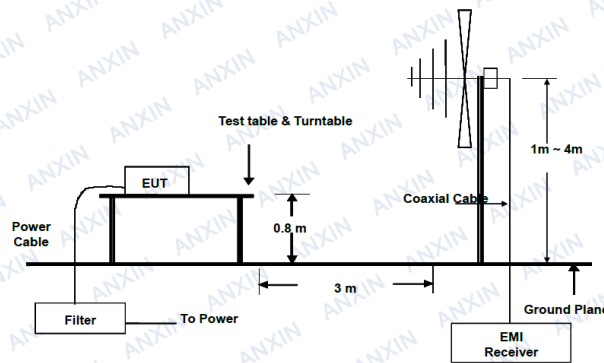 Test table & Turntable
EUT
1m ~ 4m
Coaxial Cable
Power
Cable
0.8 m
3 m
Filter
To Power
Ground Plane
EMI
Receiver
ANXIN